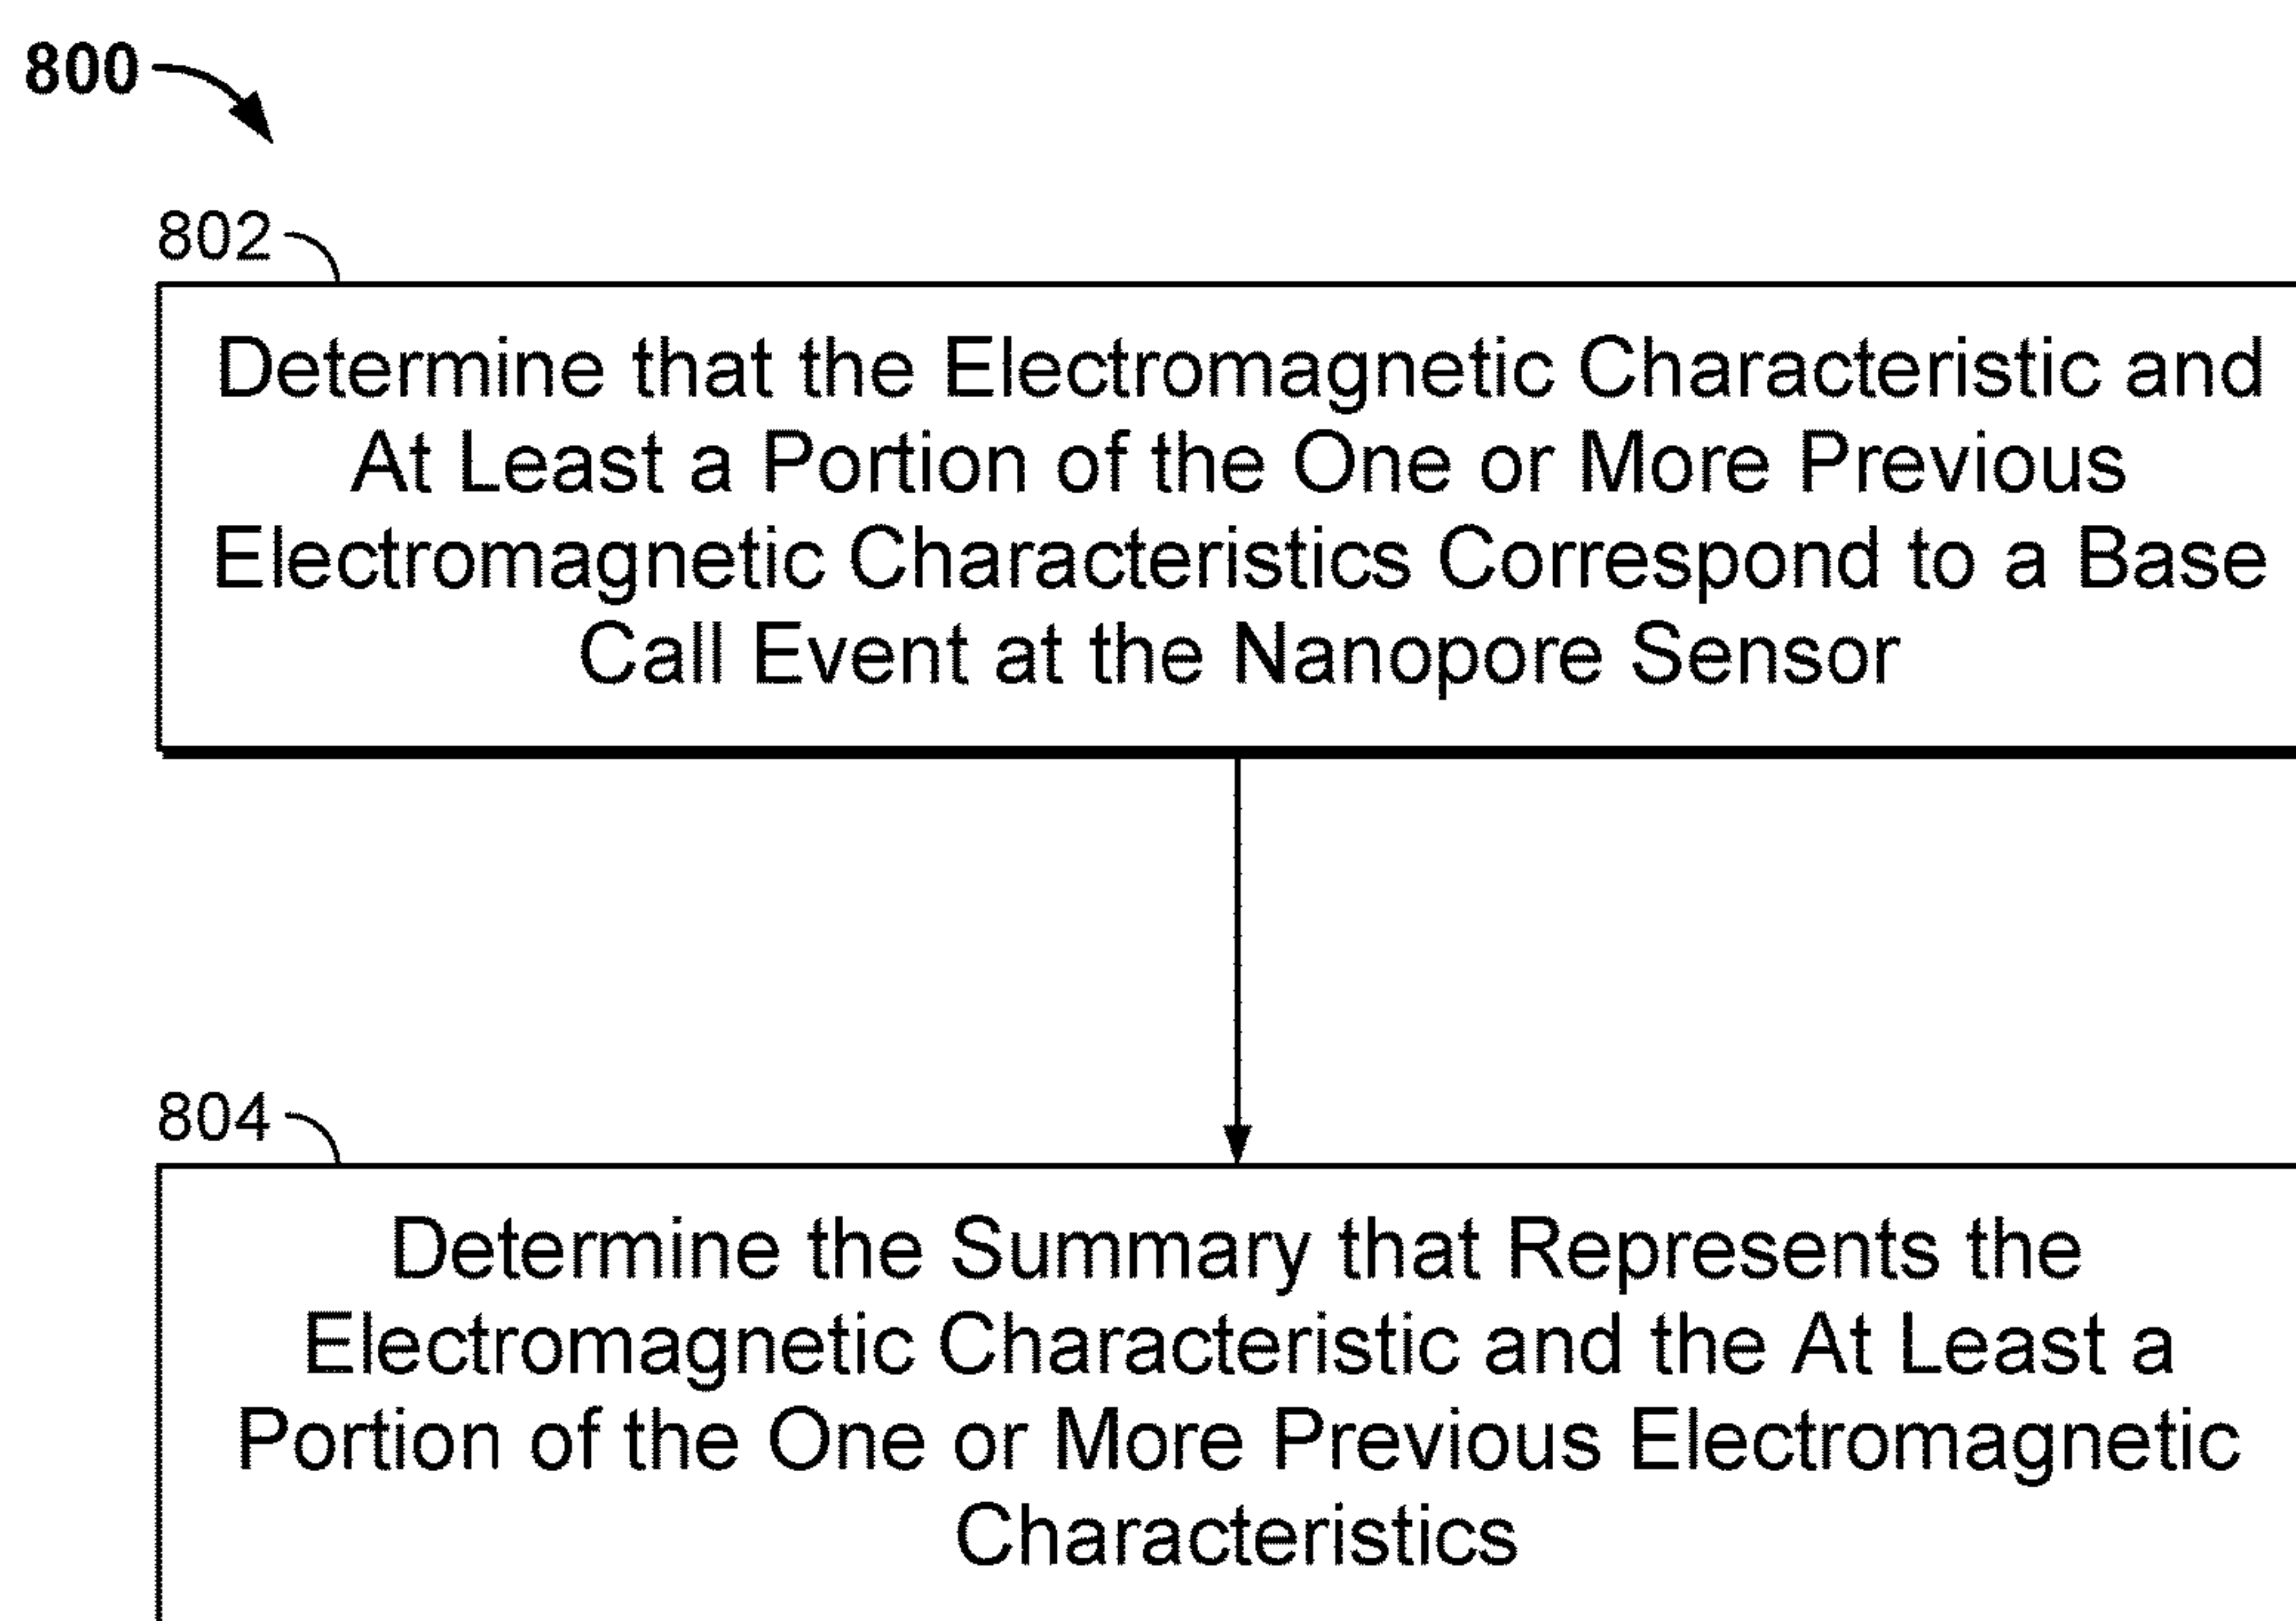 800
802
Determine that the Electromagnetic Characteristic and
At Least a Portion of the One or More Previous
Electromagnetic Characteristics Correspond to a Base
Call Event at the Nanopore Sensor
804
Determine the Summary that Represents the
Electromagnetic Characteristic and the At Least a
Portion of the One or More Previous Electromagnetic
Characteristics